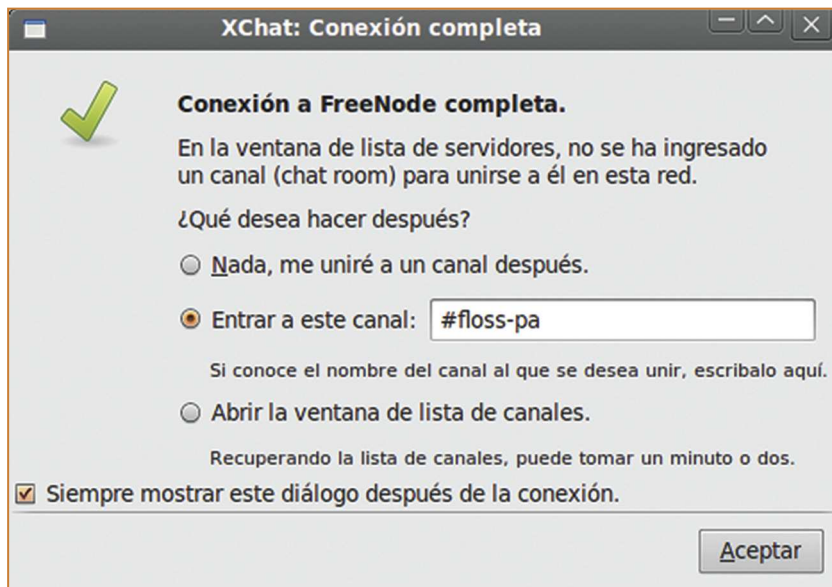 XChat: Conexión completa
Conexión a FreeNode completa.
En la ventana de lista de servidores, no se ha ingresado
un canal (chat room) para unirse a él en esta red.
¿Qué desea hacer después?
Nada, me uniré a un canal después.
Entrar a este canal: #floss-pa
Si conoce el nombre del canal al que se desea unir, escribalo aquí.
Abrir la ventana de lista de canales.
Recuperando la lista de canales, puede tomar un minuto o dos.
Siempre mostrar este diálogo después de la conexión.
Aceptar